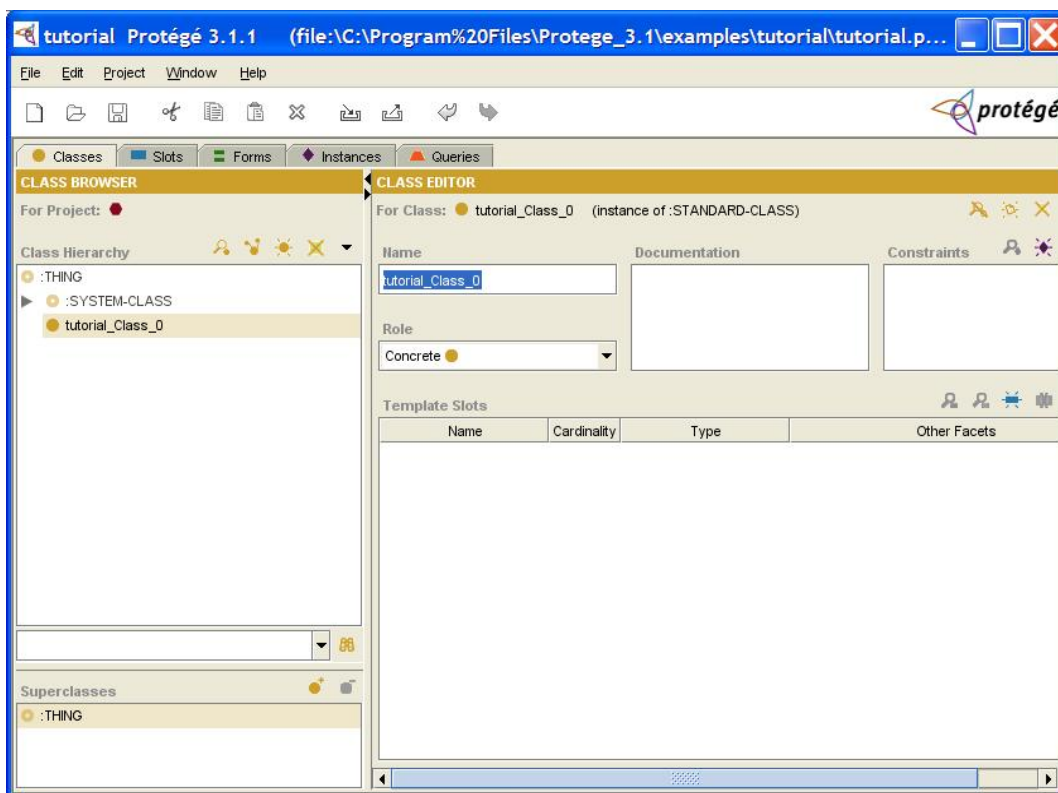 tutorial Protégé 3.1.1 (file:\C:\Program%20Files\Protege_3.1\examples\tutorial\tutorial.p...
File Edit Project Window Help
protégé
Classes Slots Forms Instances Queries
CLASS BROWSER
For Project:
Class Hierarchy
:THING
:SYSTEM-CLASS
tutorial_Class_0
Superclasses
:THING
CLASS EDITOR
For Class: tutorial_Class_0 (instance of :STANDARD-CLASS)
Name
tutorial_Class_0
Role
Concrete
Documentation
Constraints
Template Slots
Name Cardinality Type Other Facets